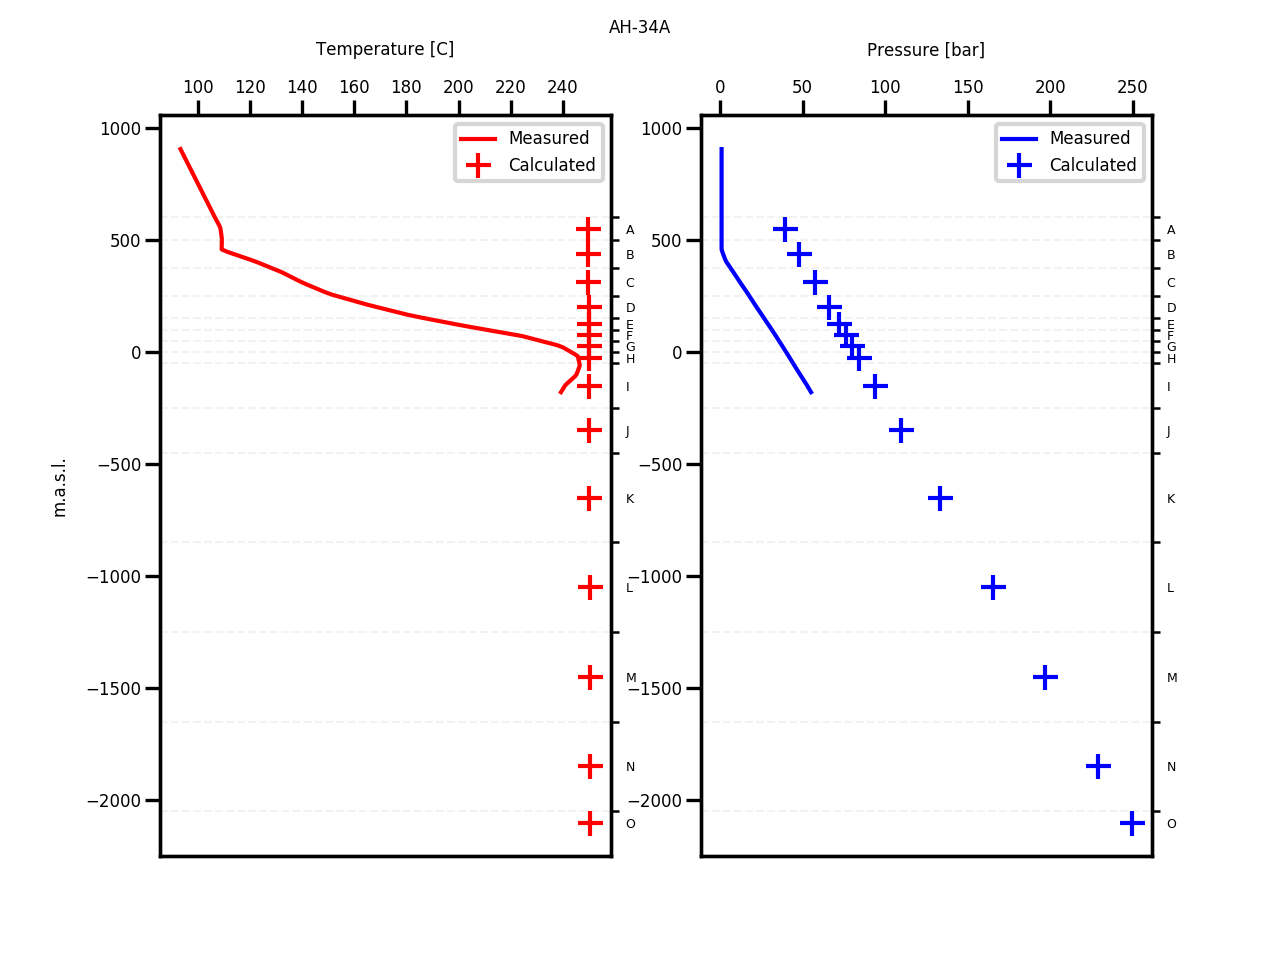 AH-34A
Temperature [C]
Pressure [bar]
100 120 140 160 180 200 220 240
0 50 100 150 200 250
Measured
Calculated
Measured
Calculated
m.a.s.l.
1000
500
0
−500
−1000
−1500
−2000
A
B
C
D
E
F
G
H
I
J
K
L
M
N
O
1000
500
0
−500
−1000
−1500
−2000
A
B
C
D
E
F
G
H
I
J
K
L
M
N
O